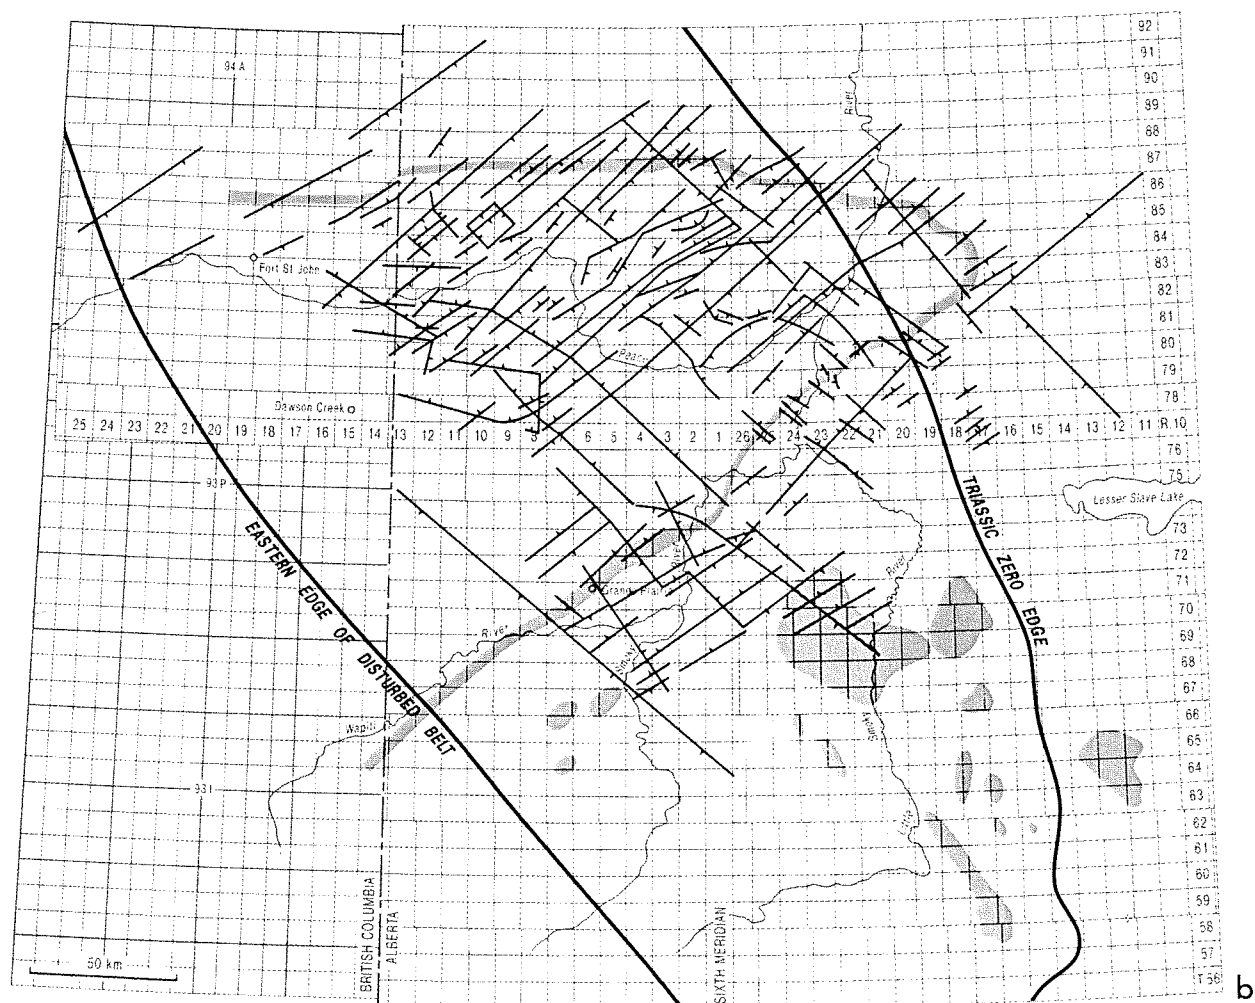 92
91
94 A
90
River
89
88
87
86
85
84
Fort St. John
83
82
81
80
Peace
79
Dawson Creek
78
25 24 23 22 21 20 19 18 17 16 15 14 13 12 11 10 9 8 6 5 4 3 2 1 26 25 24 23 22 21 20 19 18 17 16 15 14 13 12 11 R.10
76
93 P
75
Lesser Slave Lake
TRIASSIC ZERO EDGE
73
EASTERN EDGE OF DISTURBED BELT
72
River
71
Grande Prairie
70
River
69
68
Smoky
67
Wapiti
66
65
64
93 I
63
Little
62
61
60
59
58
57
T 56
BRITISH COLUMBIA
ALBERTA
SIXTH MERIDIAN
50 km
b